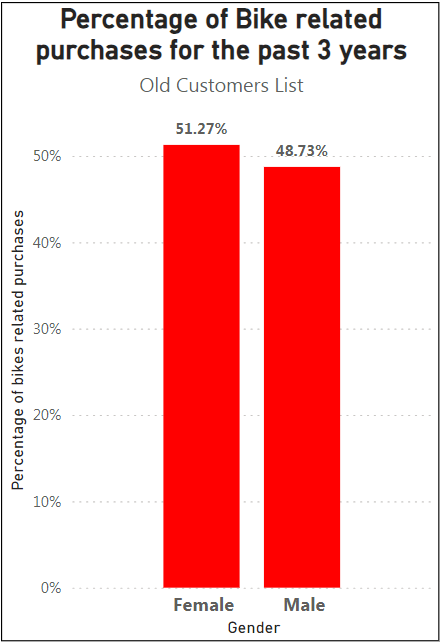 Percentage of Bike related
purchases for the past 3 years
Old Customers List
51.27%
48.73%
50%
40%
30%
20%
10%
0%
Percentage of bikes related purchases
Female Male
Gender